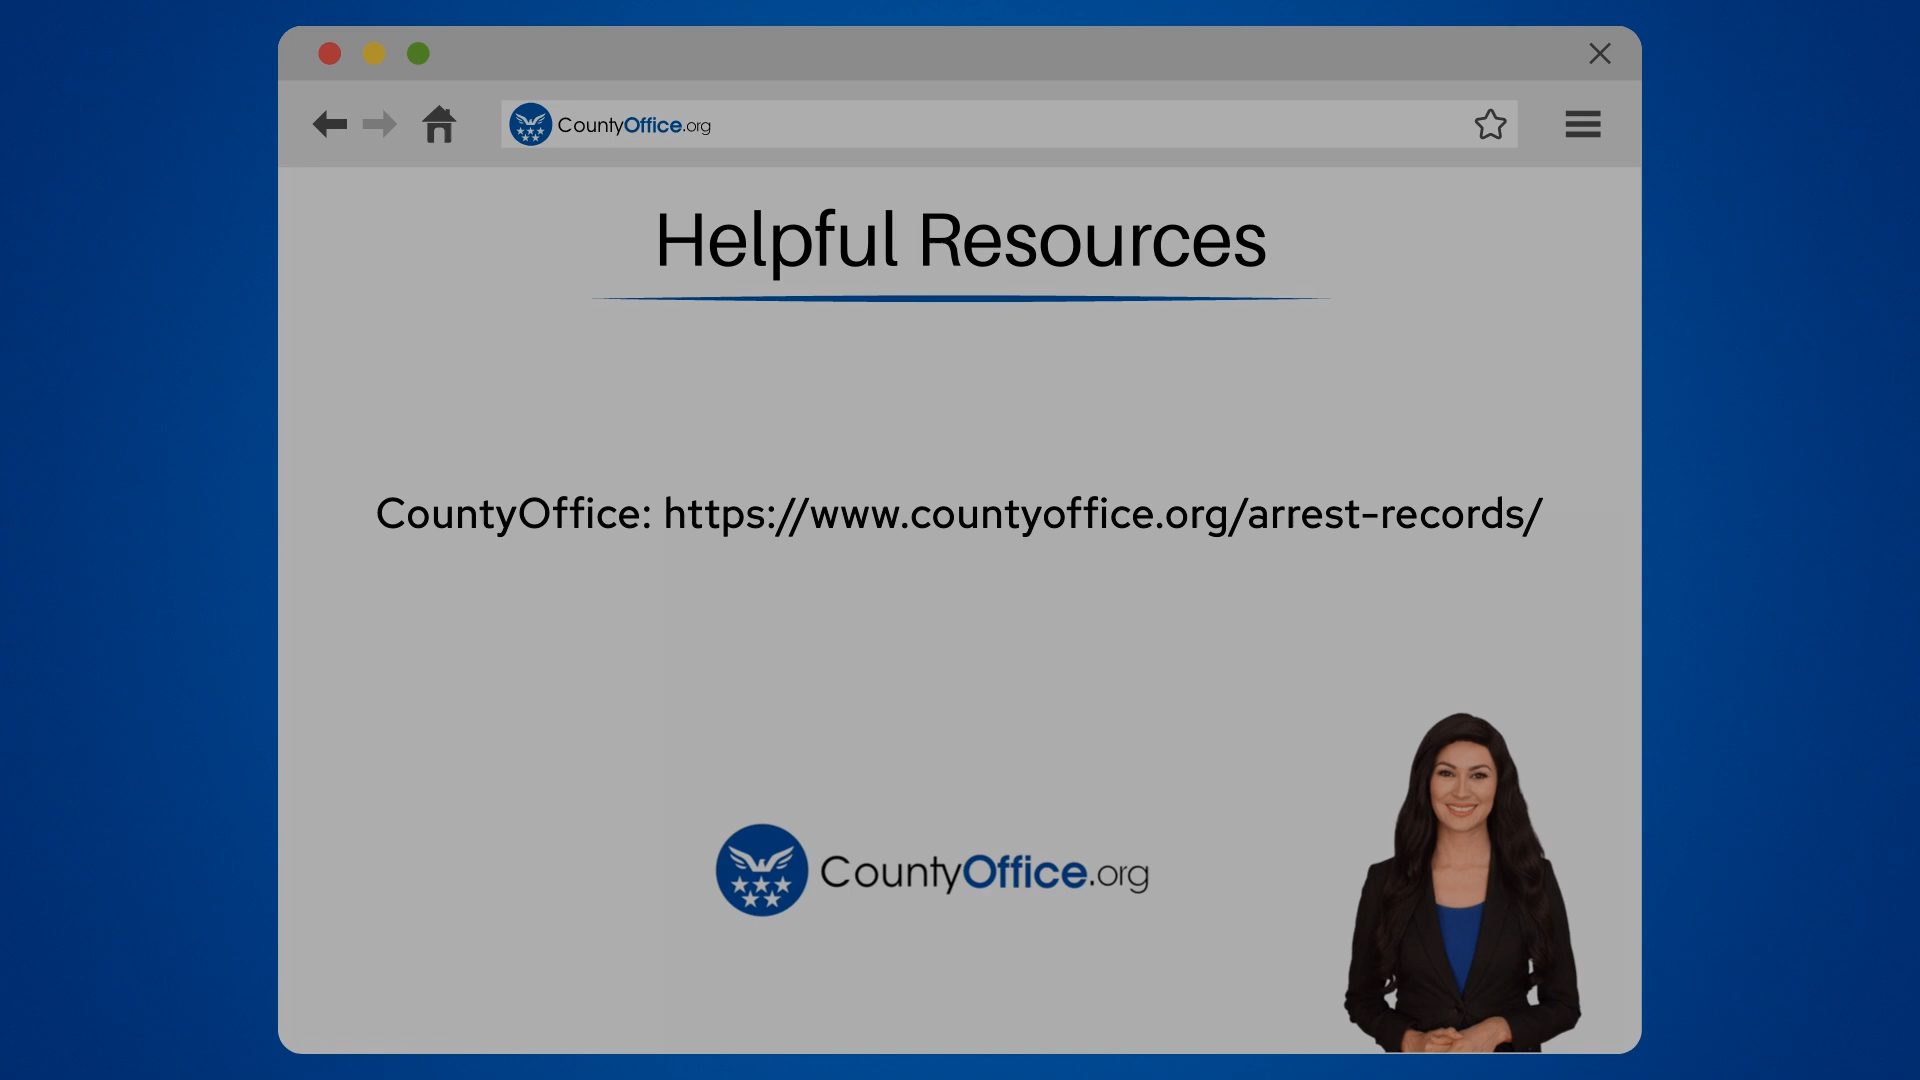 CountyOffice.org
Helpful Resources
CountyOffice: https://www.countyoffice.org/arrest-records/
CountyOffice.org